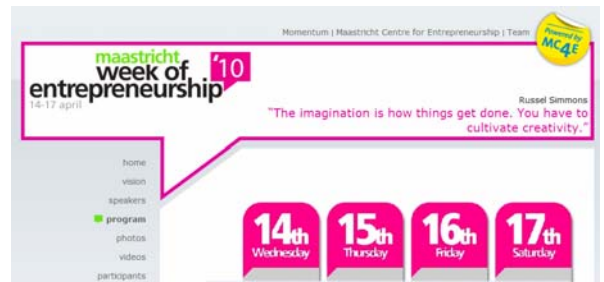 Momentum | Maastricht Centre for Entrepreneurship | Team
Powered by
MC4E
maastricht
week of '10
entrepreneurship
14-17 april
Russel Simmons
"The imagination is how things get done. You have to
cultivate creativity."
home
vision
speakers
program
photos
videos
participants
14th 15th 16th 17th
Wednesday Thursday Friday Saturday